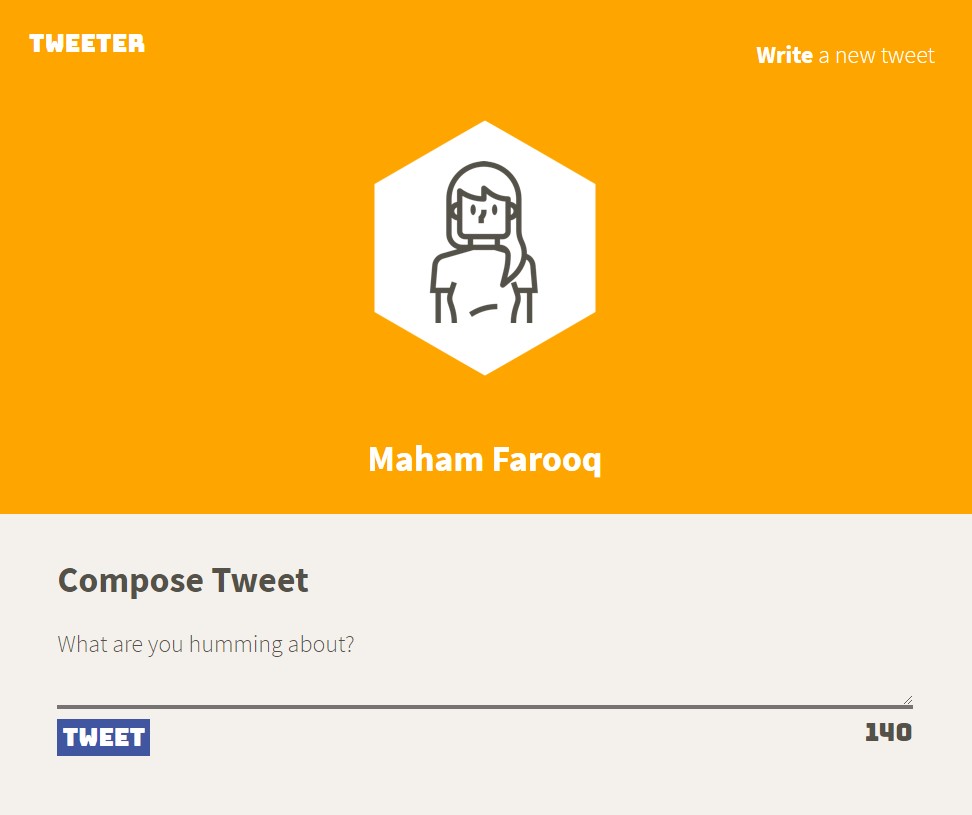 TWEETER
Write a new tweet
Maham Farooq
Compose Tweet
What are you humming about?
TWEET
140